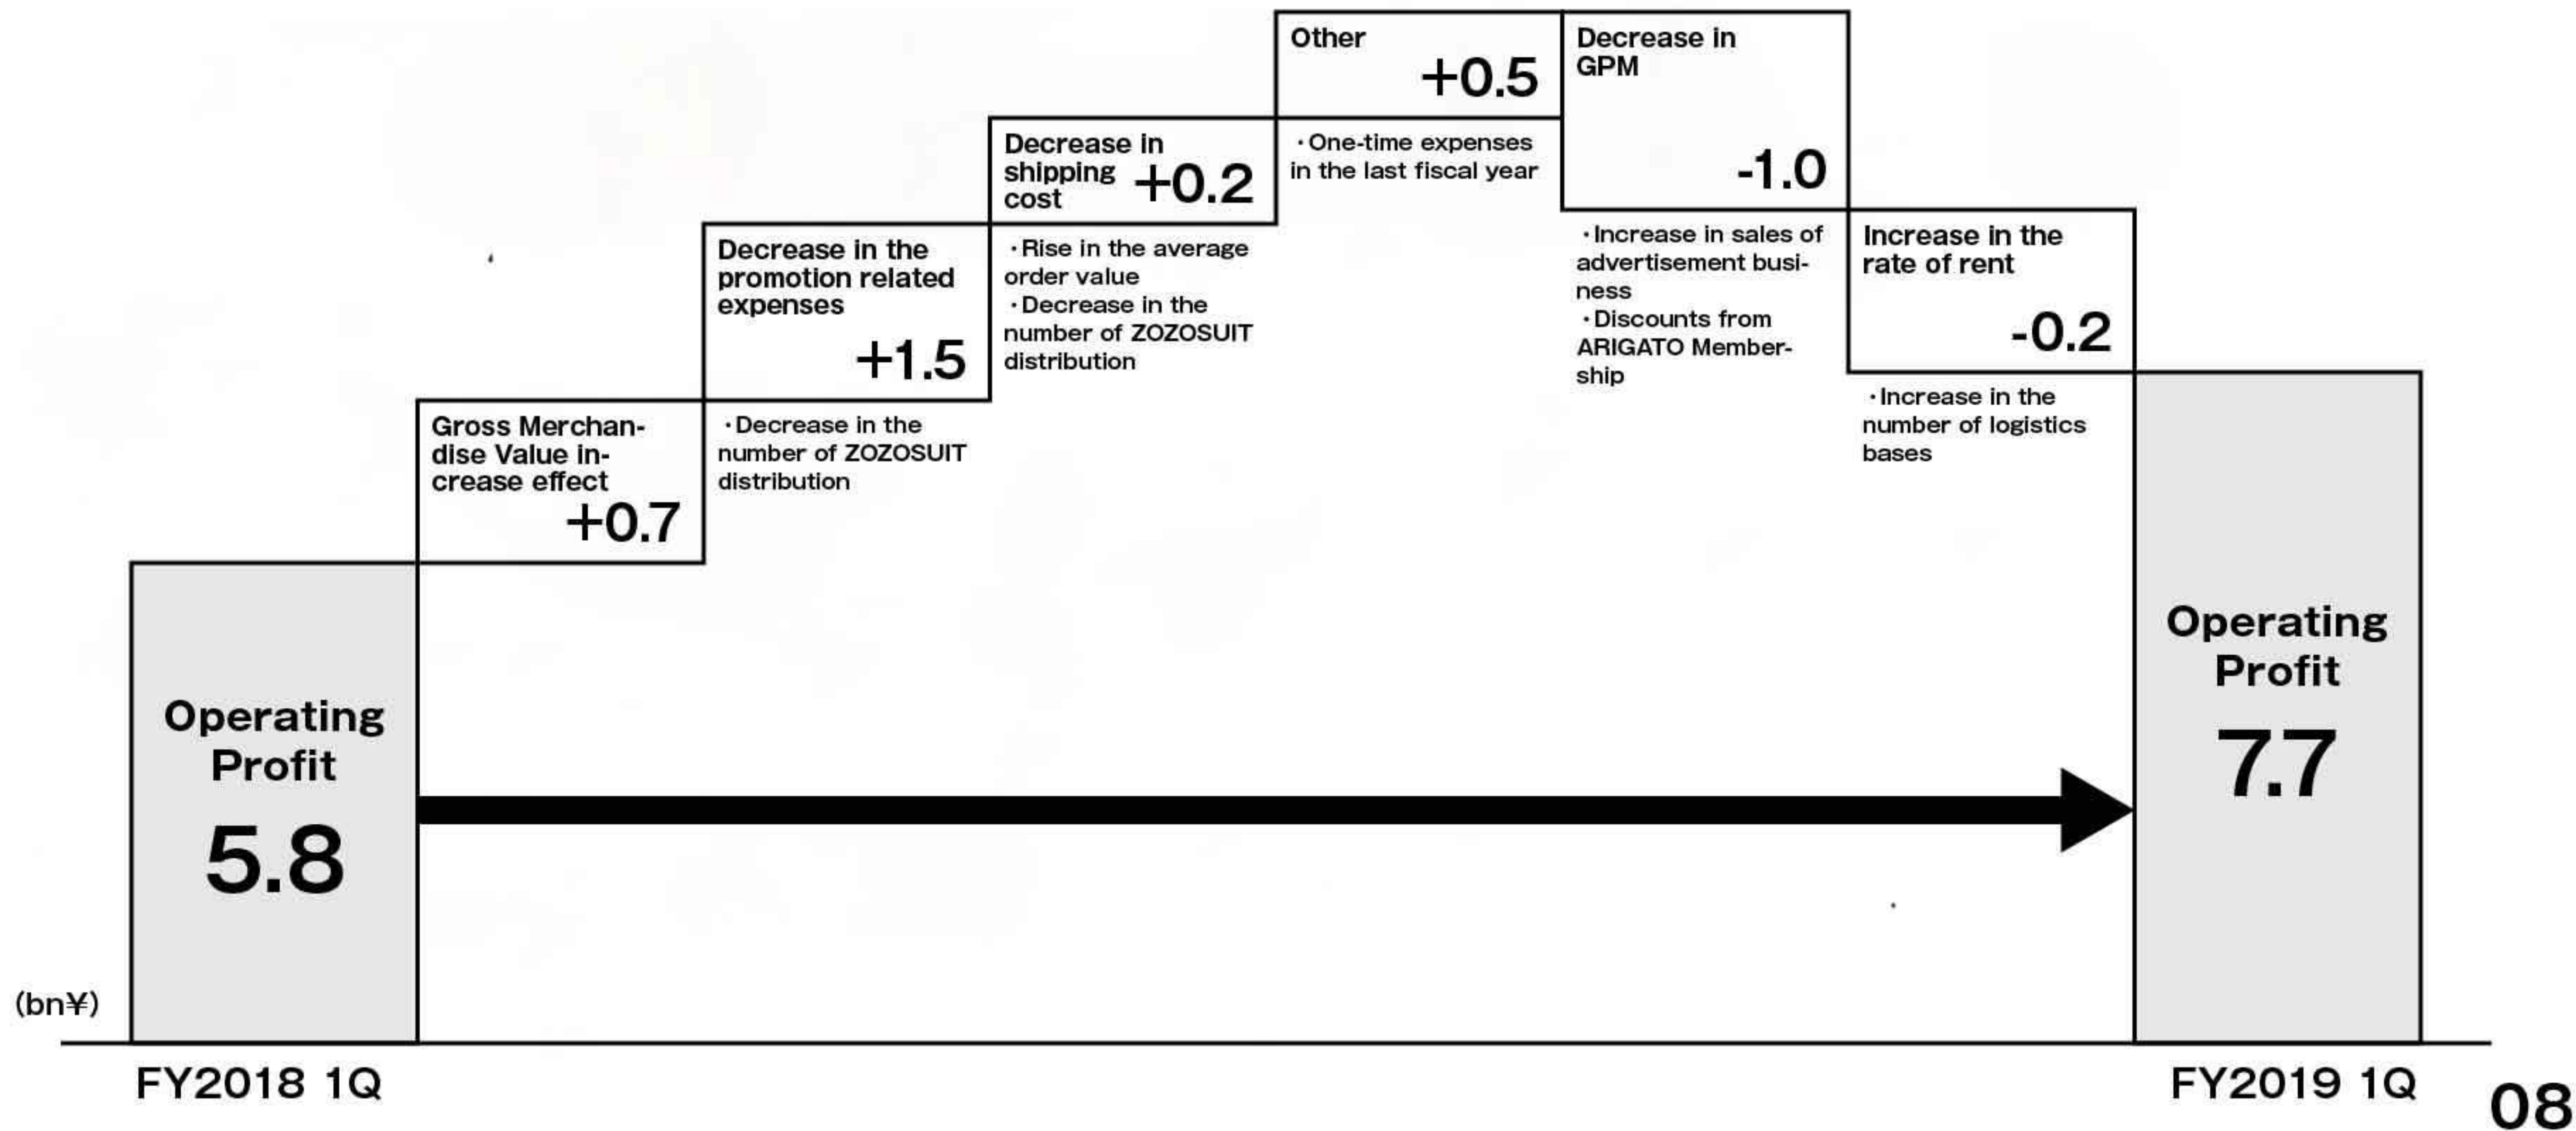 Other
+0.5
・One-time expenses
in the last fiscal year
Decrease in
GPM
-1.0
・Increase in sales of
advertisement busi-
ness
・Discounts from
ARIGATO Member-
ship
Decrease in
shipping
cost
+0.2
・Rise in the average
order value
・Decrease in the
number of ZOZOSUIT
distribution
Decrease in the
promotion related
expenses
+1.5
・Decrease in the
number of ZOZOSUIT
distribution
Increase in the
rate of rent
-0.2
・Increase in the
number of logistics
bases
Gross Merchan-
dise Value in-
crease effect
+0.7
Operating
Profit
5.8
Operating
Profit
7.7
(bn¥)
FY2018 1Q
FY2019 1Q
08